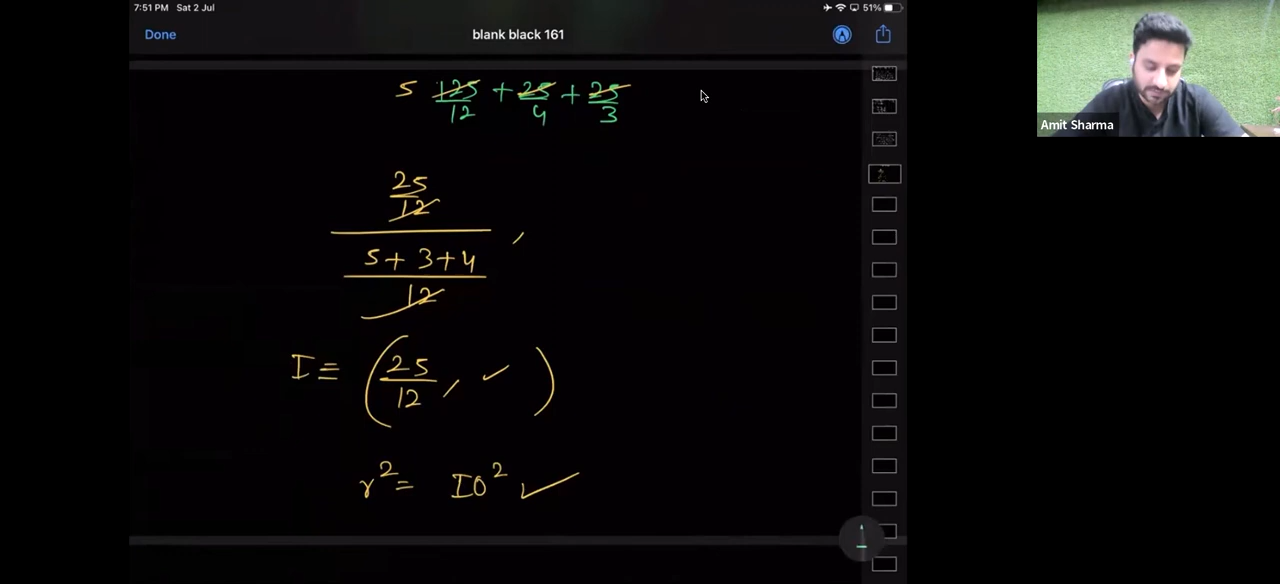 7:51 PM Sat 2 Jul 51%
Done blank black 161
5 125/12 + 25/4 + 25/3
Amit Sharma
25/12
5+3+4
12
,
I ≡ (25/12, ✓)
r² = IO² ✓